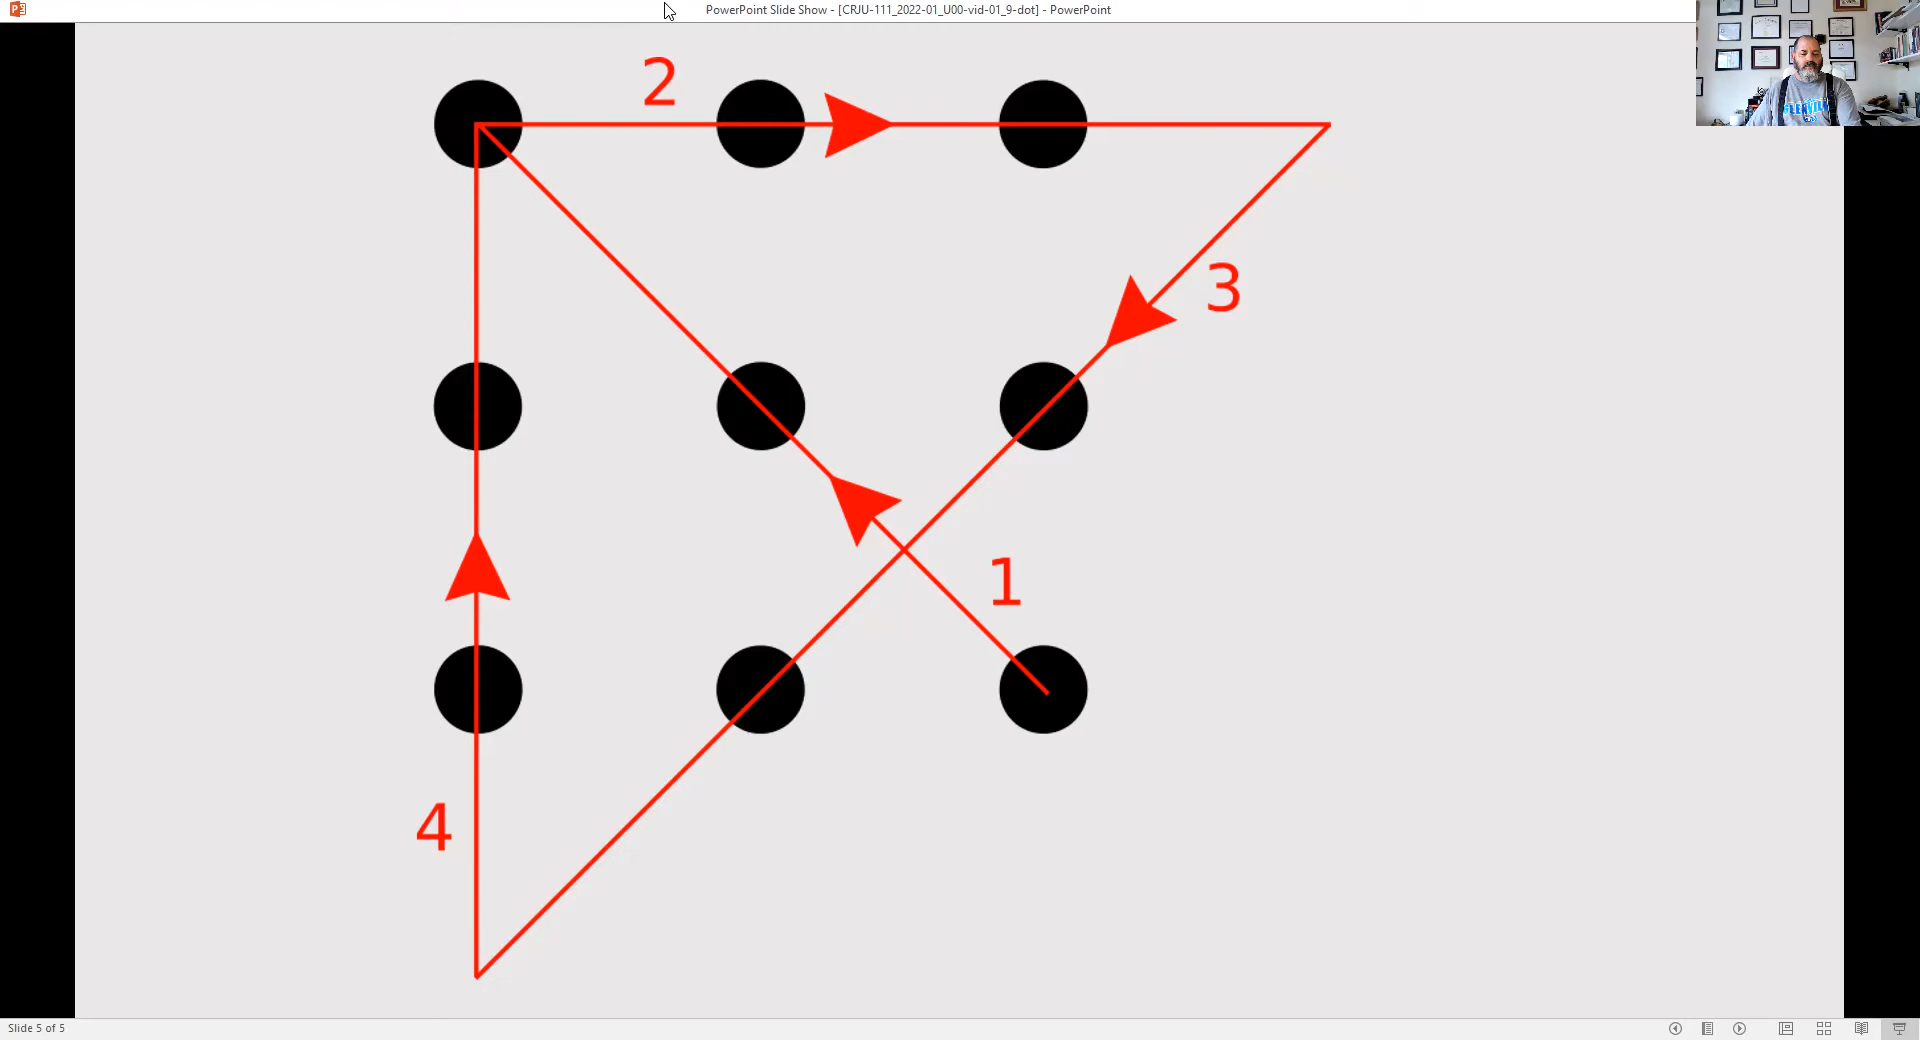 PowerPoint Slide Show - [CRJU-111_2022-01_U00-vid-01_9-dot] - PowerPoint
2
3
1
4
Slide 5 of 5